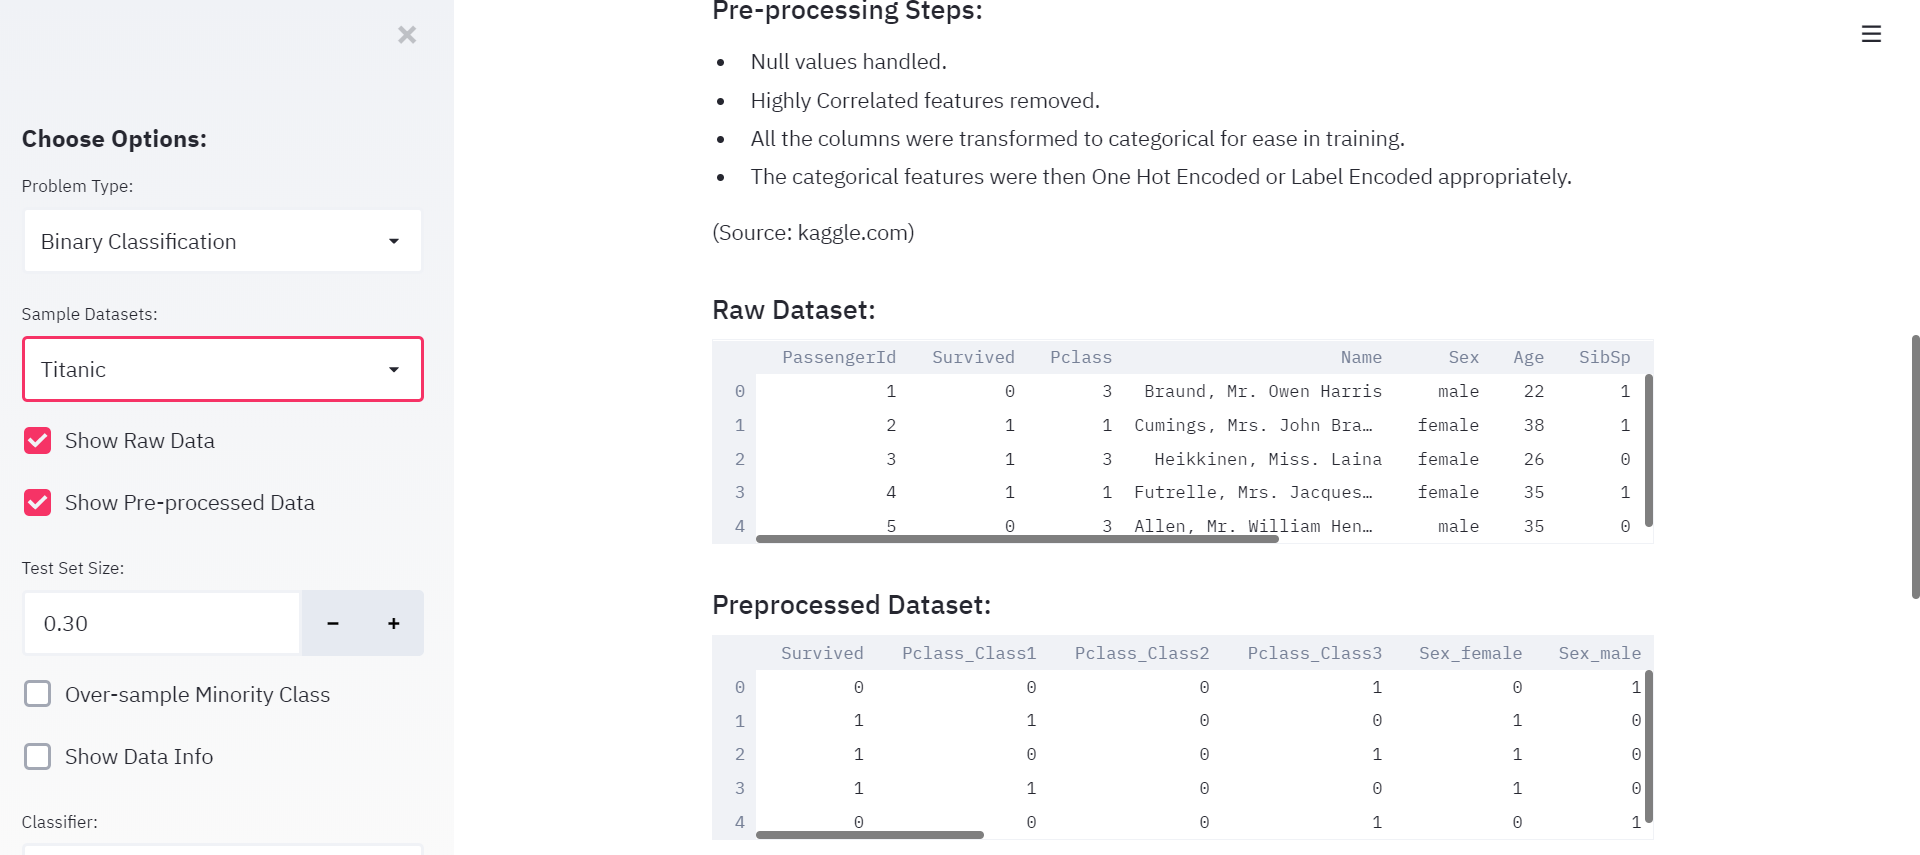 Choose Options:
Problem Type:
Binary Classification
Sample Datasets:
Titanic
Show Raw Data
Show Pre-processed Data
Test Set Size:
0.30 − +
Over-sample Minority Class
Show Data Info
Classifier:
Pre-processing Steps:
• Null values handled.
• Highly Correlated features removed.
• All the columns were transformed to categorical for ease in training.
• The categorical features were then One Hot Encoded or Label Encoded appropriately.
(Source: kaggle.com)
Raw Dataset:
PassengerId Survived Pclass Name Sex Age SibSp
0 1 0 3 Braund, Mr. Owen Harris male 22 1
1 2 1 1 Cumings, Mrs. John Bra… female 38 1
2 3 1 3 Heikkinen, Miss. Laina female 26 0
3 4 1 1 Futrelle, Mrs. Jacques… female 35 1
4 5 0 3 Allen, Mr. William Hen… male 35 0
Preprocessed Dataset:
Survived Pclass_Class1 Pclass_Class2 Pclass_Class3 Sex_female Sex_male
0 0 0 0 1 0 1
1 1 1 0 0 1 0
2 1 0 0 1 1 0
3 1 1 0 0 1 0
4 0 0 0 1 0 1